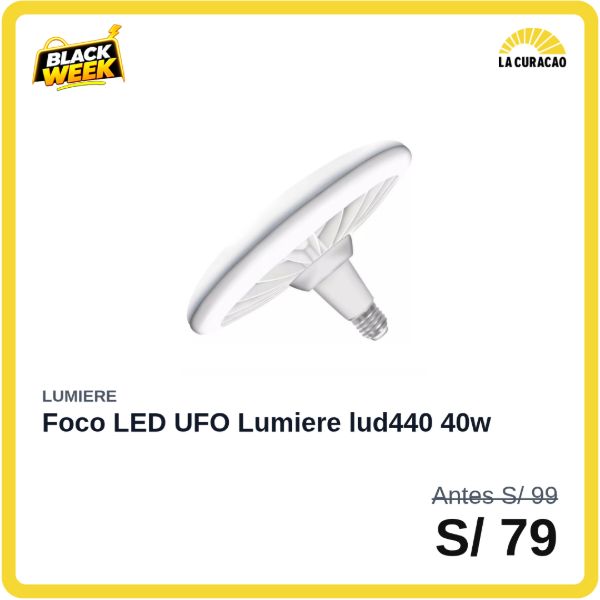 BLACK
WEEK
LA CURACAO
LUMIERE
Foco LED UFO Lumiere lud440 40w
Antes S/ 99
S/ 79